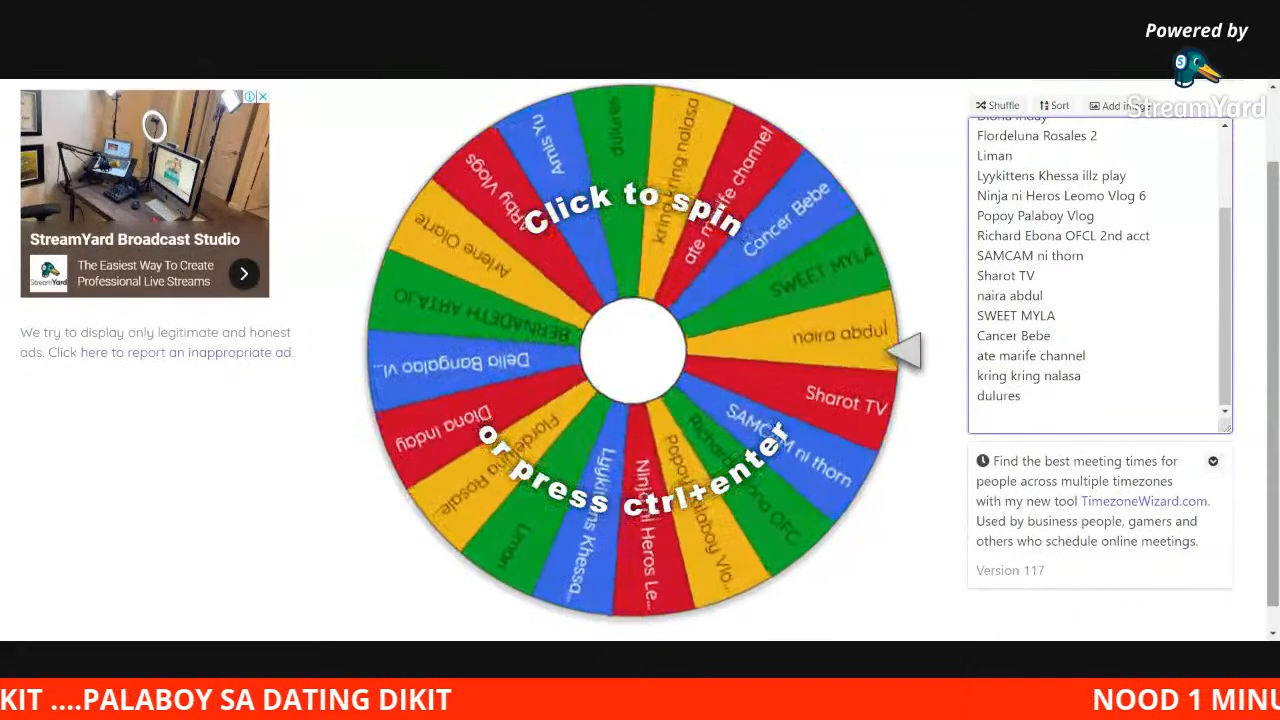 Powered by
StreamYard
StreamYard Broadcast Studio
The Easiest Way To Create
Professional Live Streams
StreamYard
We try to display only legitimate and honest
ads. Click here to report an inappropriate ad.
Click to spin
or press ctrl+enter
dulures
kring kring nalasa
ate marife channel
Cancer Bebe
SWEET MYLA
naira abdul
Sharot TV
SAMCAM ni thorn
Richard Ebona OFC
Popoy Palaboy Vlo...
Ninja ni Heros Le...
Lyykittens Khessa...
Liman
Flordeluna Rosale...
Diona Inday
Delia Bangalao Vl...
BERNADETH ARTAJO
Arlene Olarte
Vlogs
Amis Yu
Shuffle Sort Add image
Diona Inday
Flordeluna Rosales 2
Liman
Lyykittens Khessa illz play
Ninja ni Heros Leomo Vlog 6
Popoy Palaboy Vlog
Richard Ebona OFCL 2nd acct
SAMCAM ni thorn
Sharot TV
naira abdul
SWEET MYLA
Cancer Bebe
ate marife channel
kring kring nalasa
dulures
Find the best meeting times for
people across multiple timezones
with my new tool TimezoneWizard.com.
Used by business people, gamers and
others who schedule online meetings.
Version 117
KIT ....PALABOY SA DATING DIKIT
NOOD 1 MINU